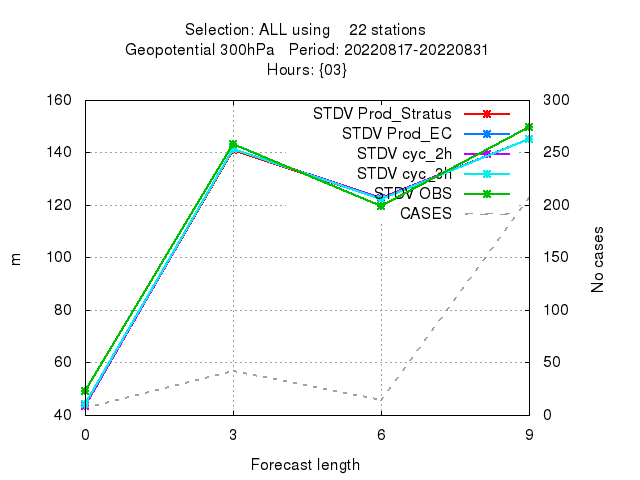 Selection: ALL using 22 stations
Geopotential 300hPa Period: 20220817-20220831
Hours: {03}
160
140
120
100
80
60
40
m
300
250
200
150
100
50
0
No cases
STDV Prod_Stratus
STDV Prod_EC
STDV cyc_2h
STDV cyc_3h
STDV OBS
CASES
0 3 6 9
Forecast length